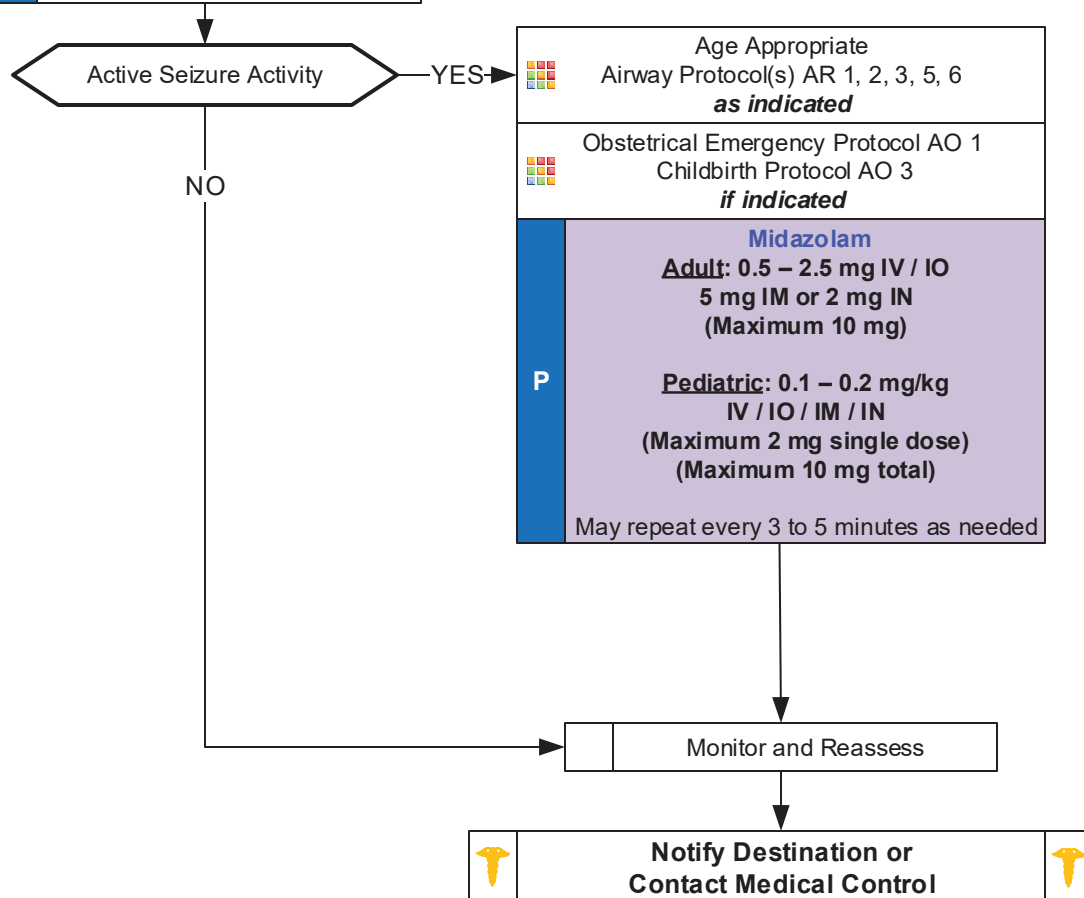 Active Seizure Activity
YES
NO
Age Appropriate
Airway Protocol(s) AR 1, 2, 3, 5, 6
as indicated
Obstetrical Emergency Protocol AO 1
Childbirth Protocol AO 3
if indicated
P
Midazolam
Adult: 0.5 – 2.5 mg IV / IO
5 mg IM or 2 mg IN
(Maximum 10 mg)
Pediatric: 0.1 – 0.2 mg/kg
IV / IO / IM / IN
(Maximum 2 mg single dose)
(Maximum 10 mg total)
May repeat every 3 to 5 minutes as needed
Monitor and Reassess
Notify Destination or
Contact Medical Control